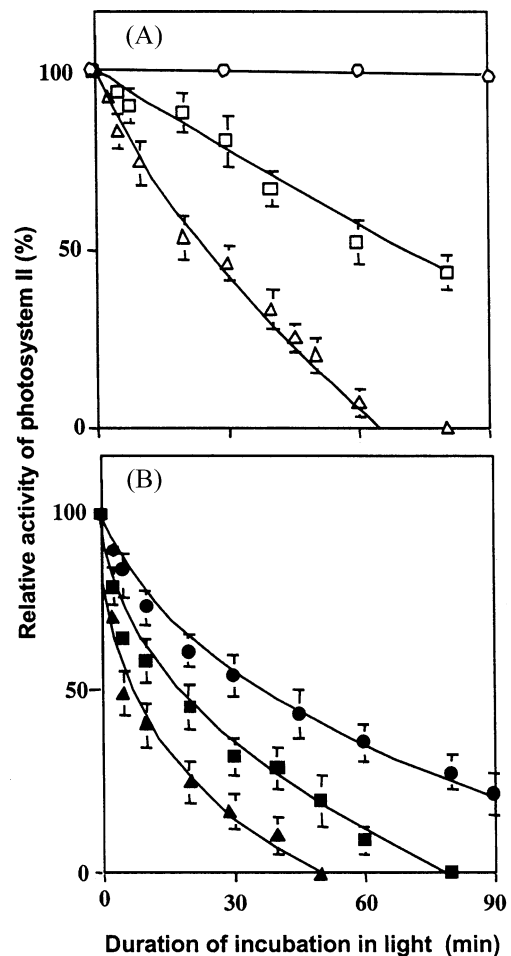 (A)
100
50
0
(B)
100
50
0
0
30
60
90
Relative activity of photosystem II (%)
Duration of incubation in light (min)